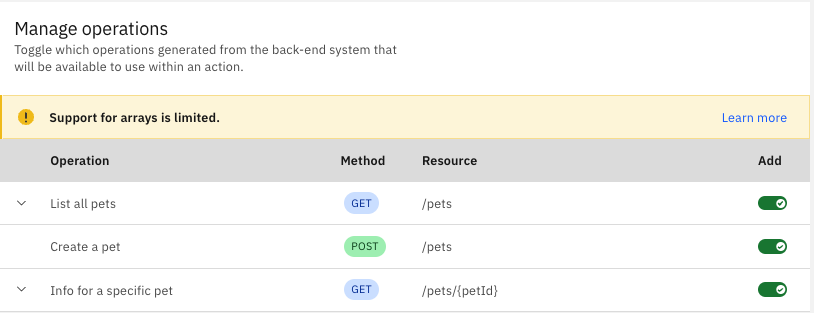 Manage operations
Toggle which operations generated from the back-end system that
will be available to use within an action.
Support for arrays is limited. Learn more
Operation Method Resource Add
List all pets GET /pets
Create a pet POST /pets
Info for a specific pet GET /pets/{petId}